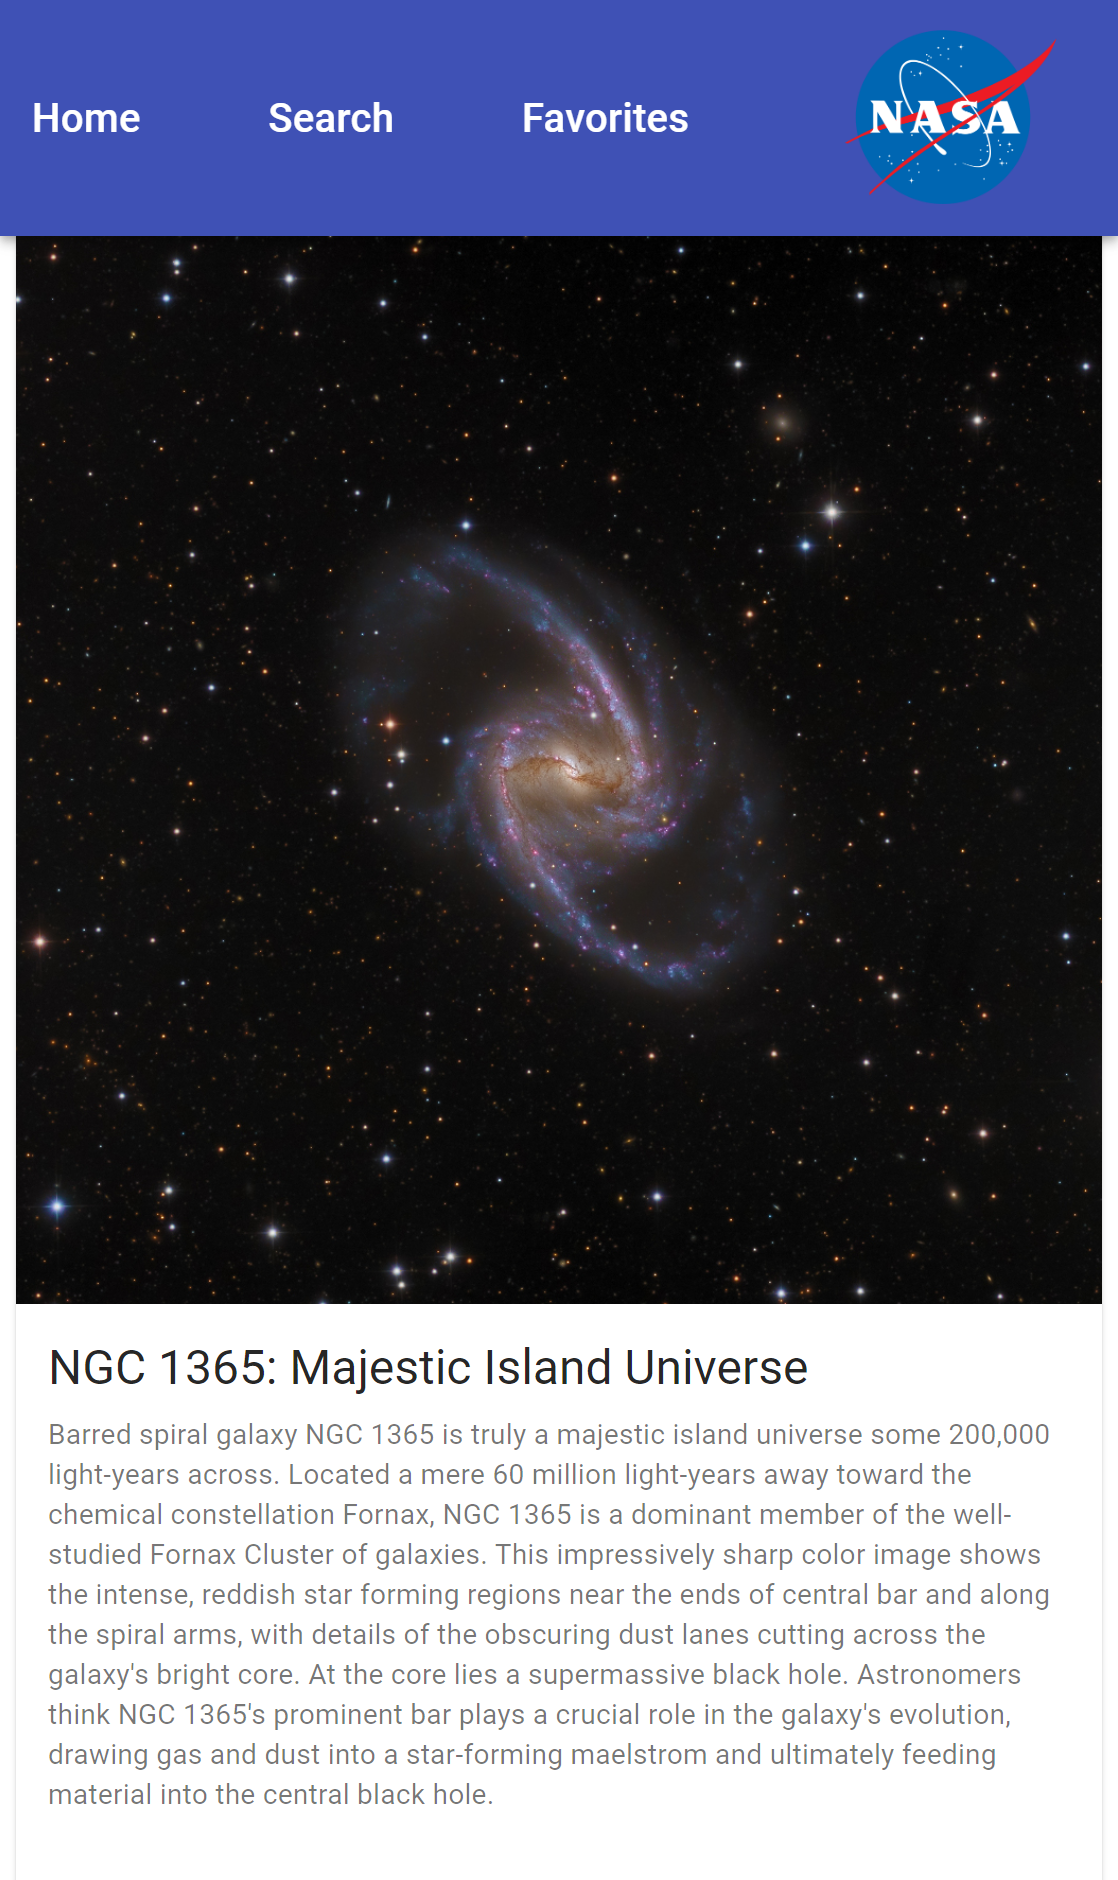 Home Search Favorites
NASA
NGC 1365: Majestic Island Universe
Barred spiral galaxy NGC 1365 is truly a majestic island universe some 200,000
light-years across. Located a mere 60 million light-years away toward the
chemical constellation Fornax, NGC 1365 is a dominant member of the well-
studied Fornax Cluster of galaxies. This impressively sharp color image shows
the intense, reddish star forming regions near the ends of central bar and along
the spiral arms, with details of the obscuring dust lanes cutting across the
galaxy's bright core. At the core lies a supermassive black hole. Astronomers
think NGC 1365's prominent bar plays a crucial role in the galaxy's evolution,
drawing gas and dust into a star-forming maelstrom and ultimately feeding
material into the central black hole.